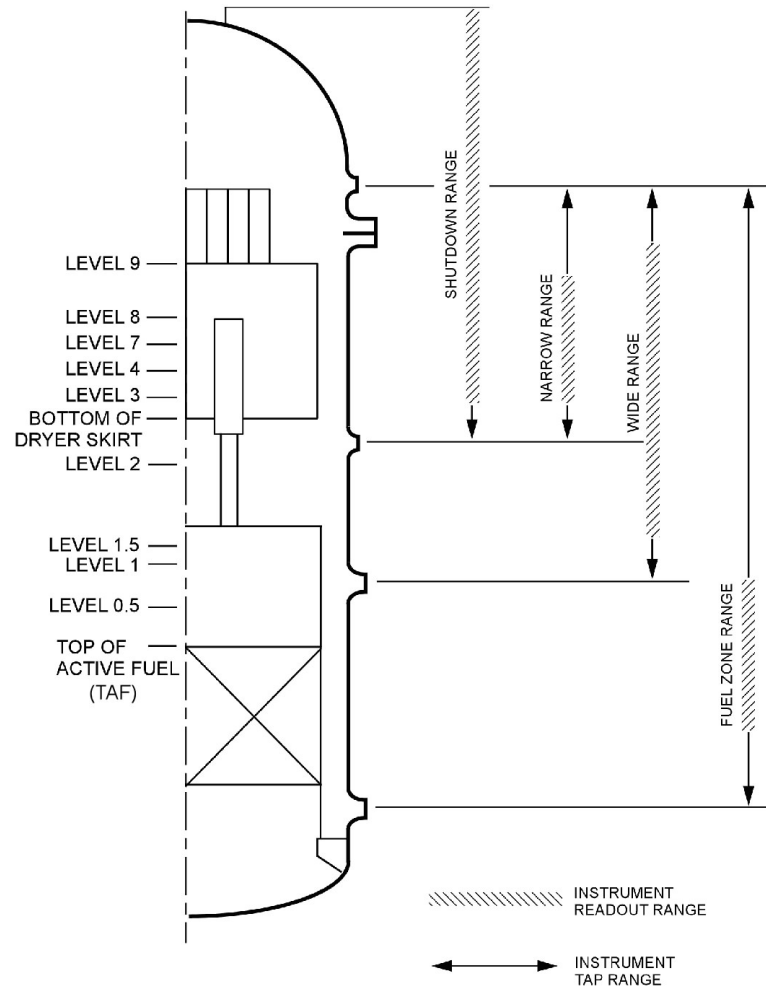 LEVEL 9
LEVEL 8
LEVEL 7
LEVEL 4
LEVEL 3
BOTTOM OF
DRYER SKIRT
LEVEL 2
LEVEL 1.5
LEVEL 1
LEVEL 0.5
TOP OF
ACTIVE FUEL
(TAF)
SHUTDOWN RANGE
NARROW RANGE
WIDE RANGE
FUEL ZONE RANGE
INSTRUMENT
READOUT RANGE
INSTRUMENT
TAP RANGE